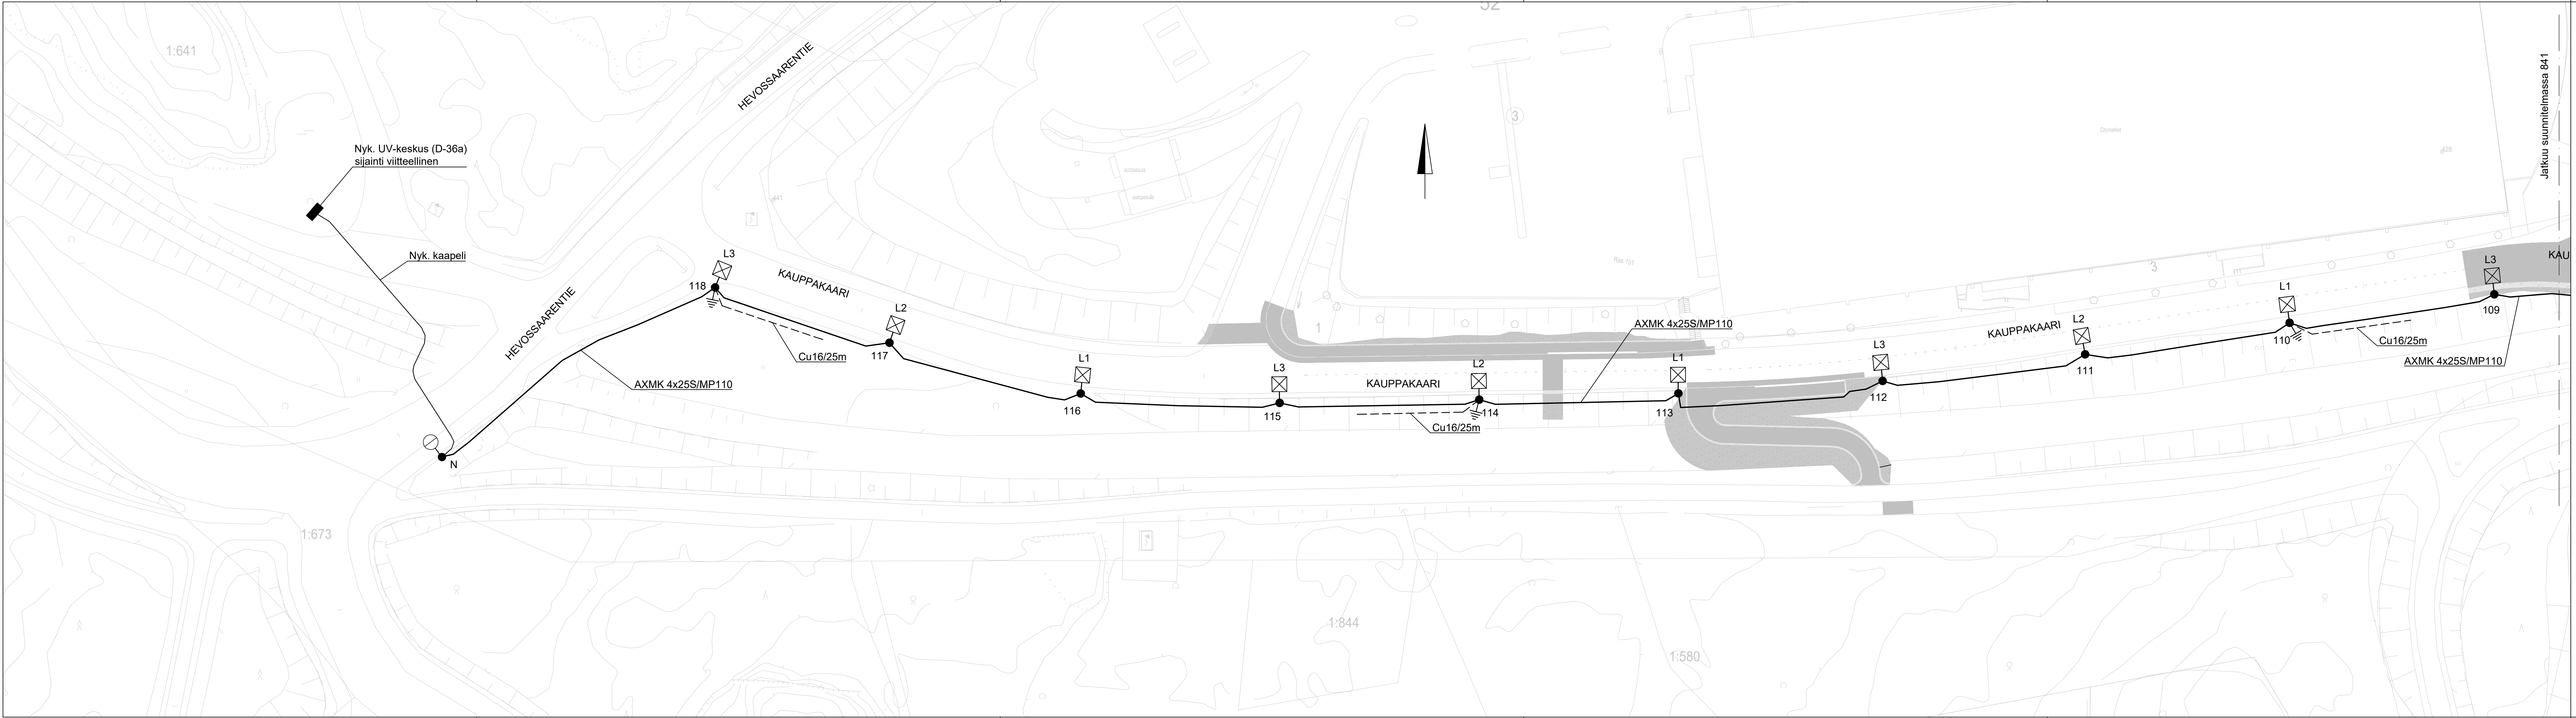 52
1:641
HEVOSSAARENTIE
Jatkuu suunnitelmassa 841
3
Nyk. UV-keskus (D-36a)
sijainti viitteellinen
Nyk. kaapeli
L3
118
KAUPPAKAARI
HEVOSSAARENTIE
L2
117
Cu16/25m
AXMK 4x25S/MP110
L1
116
L3
115
1
KAUPPAKAARI
L2
114
Cu16/25m
AXMK 4x25S/MP110
L1
113
L3
112
KAUPPAKAARI
L2
111
3
L1
110
Cu16/25m
L3
109
KAU
AXMK 4x25S/MP110
N
1:673
1:844
1:580